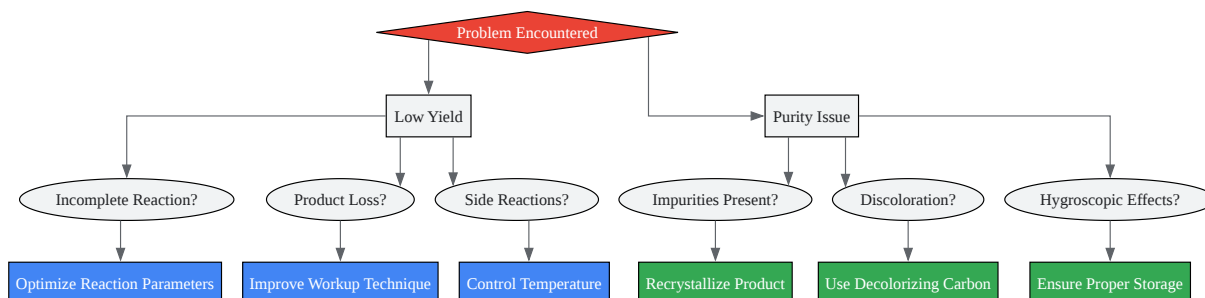 Problem Encountered
Low Yield
Purity Issue
Incomplete Reaction?
Product Loss?
Side Reactions?
Impurities Present?
Discoloration?
Hygroscopic Effects?
Optimize Reaction Parameters
Improve Workup Technique
Control Temperature
Recrystallize Product
Use Decolorizing Carbon
Ensure Proper Storage